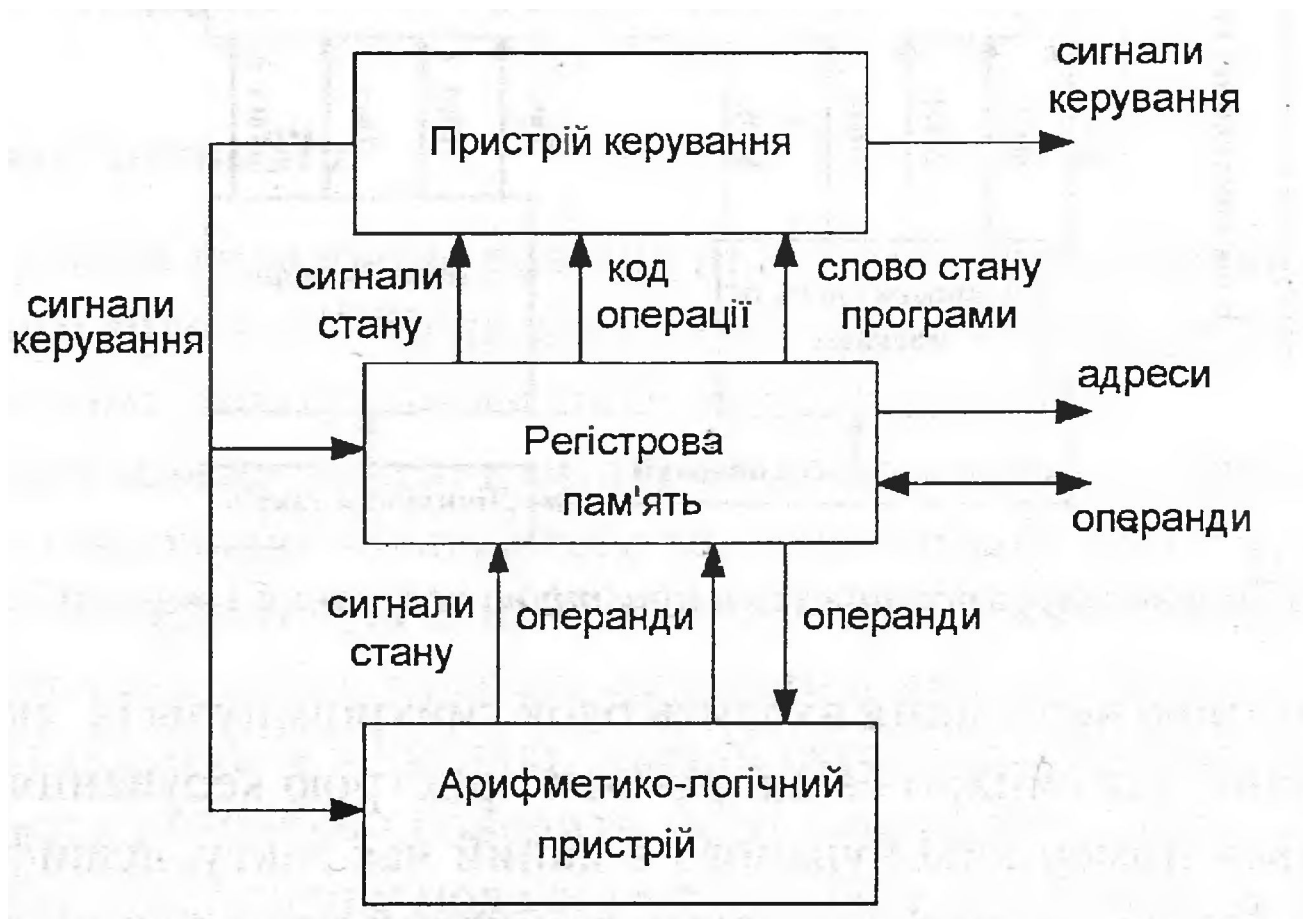 сигнали
керування
Пристрій керування
сигнали
стану
код
операції
слово стану
програми
сигнали
керування
адреси
Регістрова
пам'ять
операнди
сигнали
стану
операнди
операнди
Арифметико-логічний
пристрій